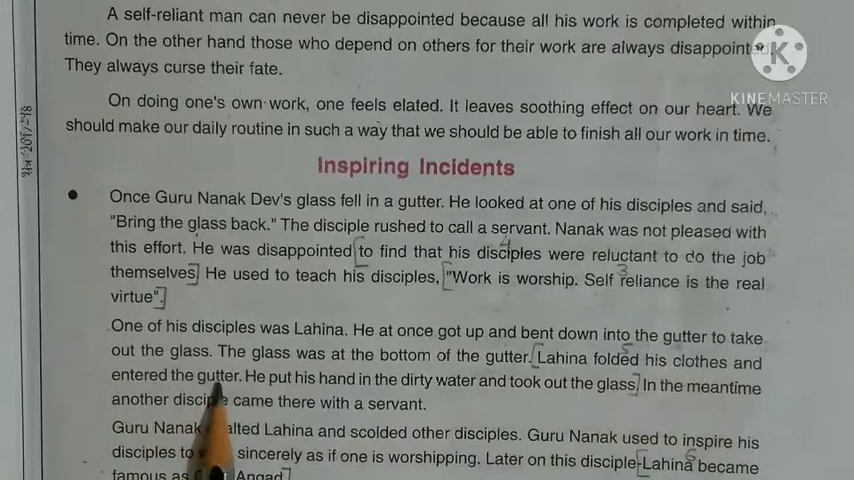 A self-reliant man can never be disappointed because all his work is completed within
time. On the other hand those who depend on others for their work are always disappointed.
They always curse their fate.
KINEMASTER
On doing one's own work, one feels elated. It leaves soothing effect on our heart. We
should make our daily routine in such a way that we should be able to finish all our work in time.
Inspiring Incidents
Once Guru Nanak Dev's glass fell in a gutter. He looked at one of his disciples and said,
"Bring the glass back." The disciple rushed to call a servant. Nanak was not pleased with
4
this effort. He was disappointed [to find that his disciples were reluctant to do the job
3
themselves] He used to teach his disciples, ["Work is worship. Self reliance is the real
virtue".]
One of his disciples was Lahina. He at once got up and bent down into the gutter to take
5
out the glass. The glass was at the bottom of the gutter. [Lahina folded his clothes and
entered the gutter. He put his hand in the dirty water and took out the glass] In the meantime
another disciple came there with a servant.
Guru Nanak Lahina and scolded other disciples. Guru Nanak used to inspire his
6
disciples to sincerely as if one is worshipping. Later on this disciple-[Lahina became
famous as Angad]